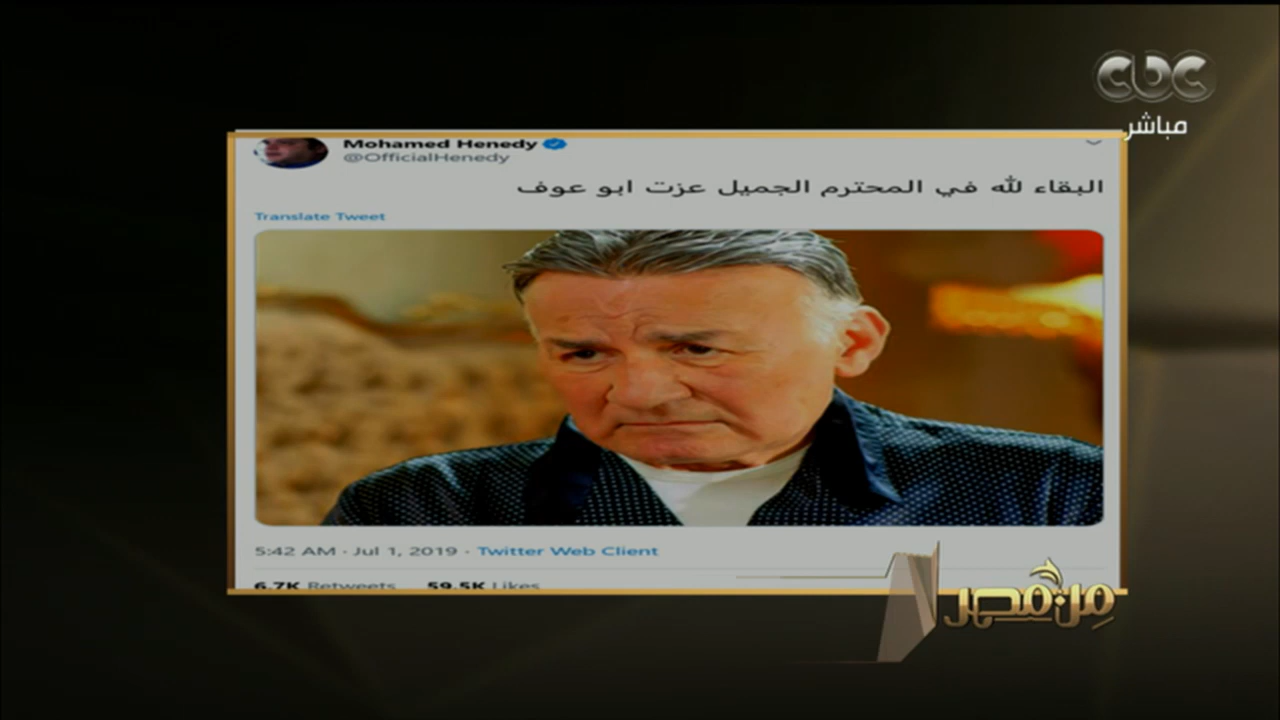 cbc
مباشر
Mohamed Henedy
@OfficialHenedy
البقاء لله في المحترم الجميل عزت ابو عوف
Translate Tweet
5:42 AM · Jul 1, 2019 · Twitter Web Client
6.7K Retweets 59.5K Likes
من مصر